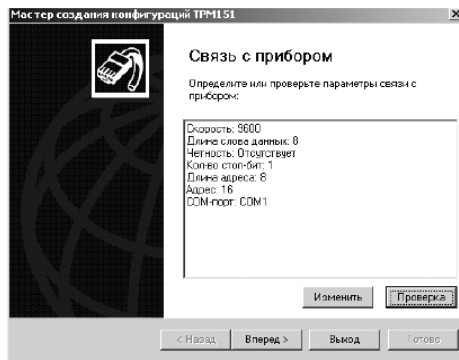 Мастер создания конфигураций ТРМ151
Связь с прибором
Определите или проверьте параметры связи с
прибором:
Скорость: 9600
Длина слова данных: 8
Четность: Отсутствует
Кол-во стоп-бит: 1
Длина адреса: 8
Адрес: 16
COM-порт: COM1
Изменить
Проверка
< Назад
Вперед >
Выход
Готово